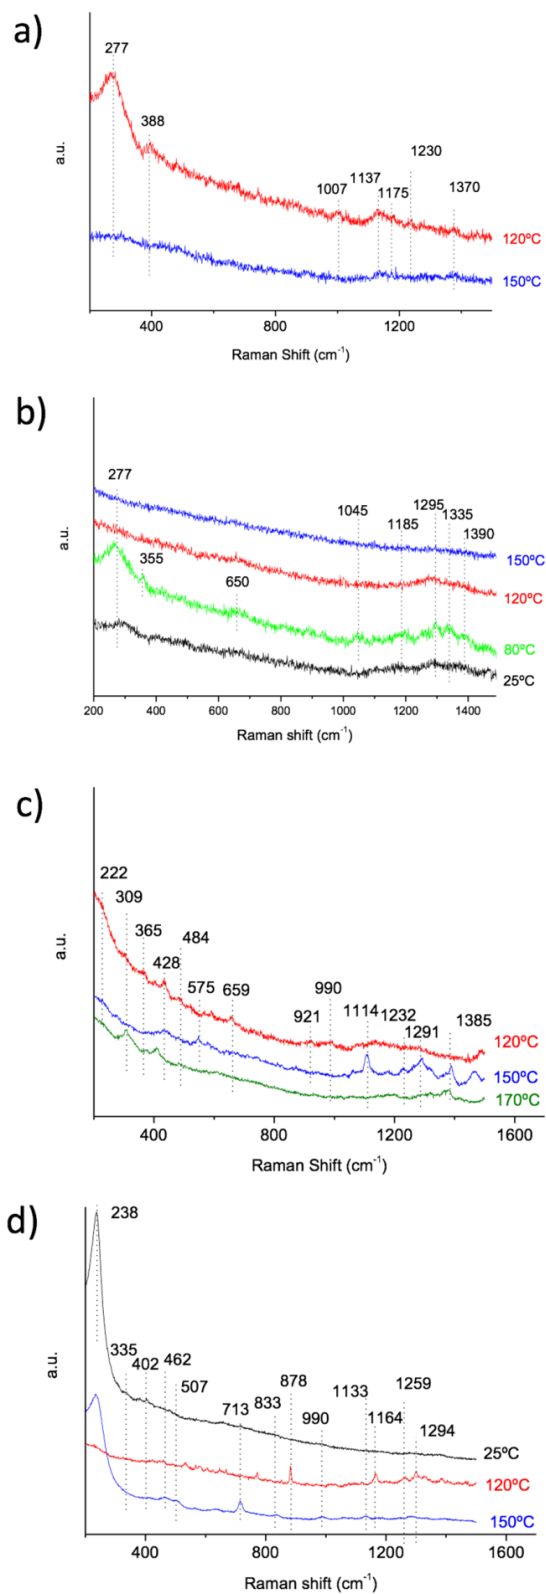 a)
277
388
1230
1137
1007
1175
1370
120ºC
150ºC
a.u.
400 800 1200
Raman Shift (cm-1)
b)
277
1295
1045
1335
1185
1390
355
650
150ºC
120ºC
80ºC
25ºC
a.u.
200 400 600 800 1000 1200 1400
Raman shift (cm-1)
c)
222
309
365
484
428
990
575
659
1114
1232
921
1291
1385
120ºC
150ºC
170ºC
a.u.
400 800 1200 1600
Raman Shift (cm-1)
d)
238
335
402
462
507
878
1133
1259
713
833
990
1164
1294
25ºC
120ºC
150ºC
a.u.
400 800 1200 1600
Raman Shift (cm-1)